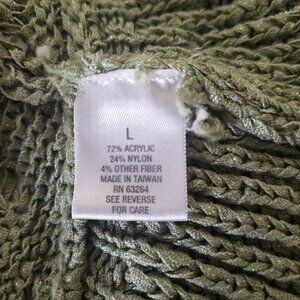 L
72% ACRYLIC
24% NYLON
4% OTHER FIBER
MADE IN TAIWAN
RN 63264
SEE REVERSE
FOR CARE